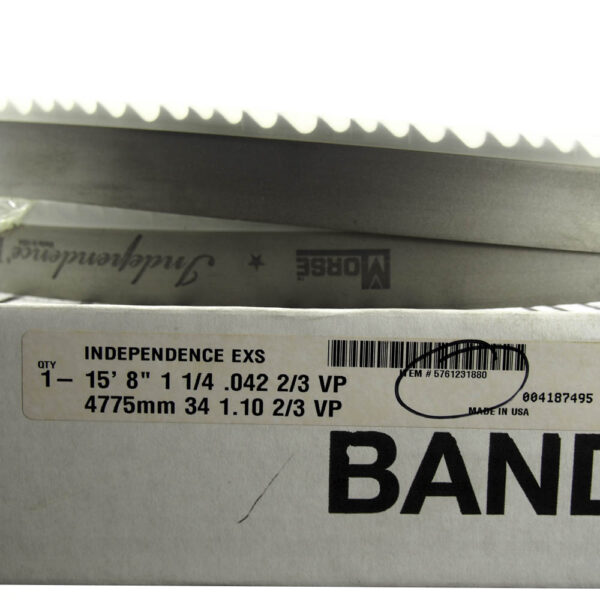 Independence
★ MORSE
INDEPENDENCE EXS
QTY
1– 15' 8" 1 1/4 .042 2/3 VP
4775mm 34 1.10 2/3 VP
ITEM # 5761231880
004187495
MADE IN USA
BAND